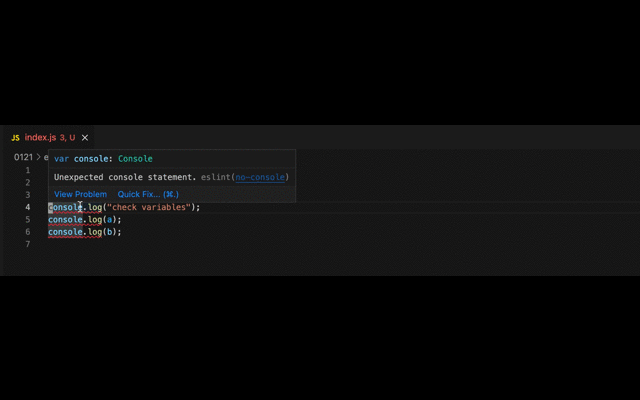 JS index.js 3, U
0121 > e
1
var console: Console
2
Unexpected console statement. eslint(no-console)
3
View Problem Quick Fix... (⌘.)
4 console.log("check variables");
5 console.log(a);
6 console.log(b);
7